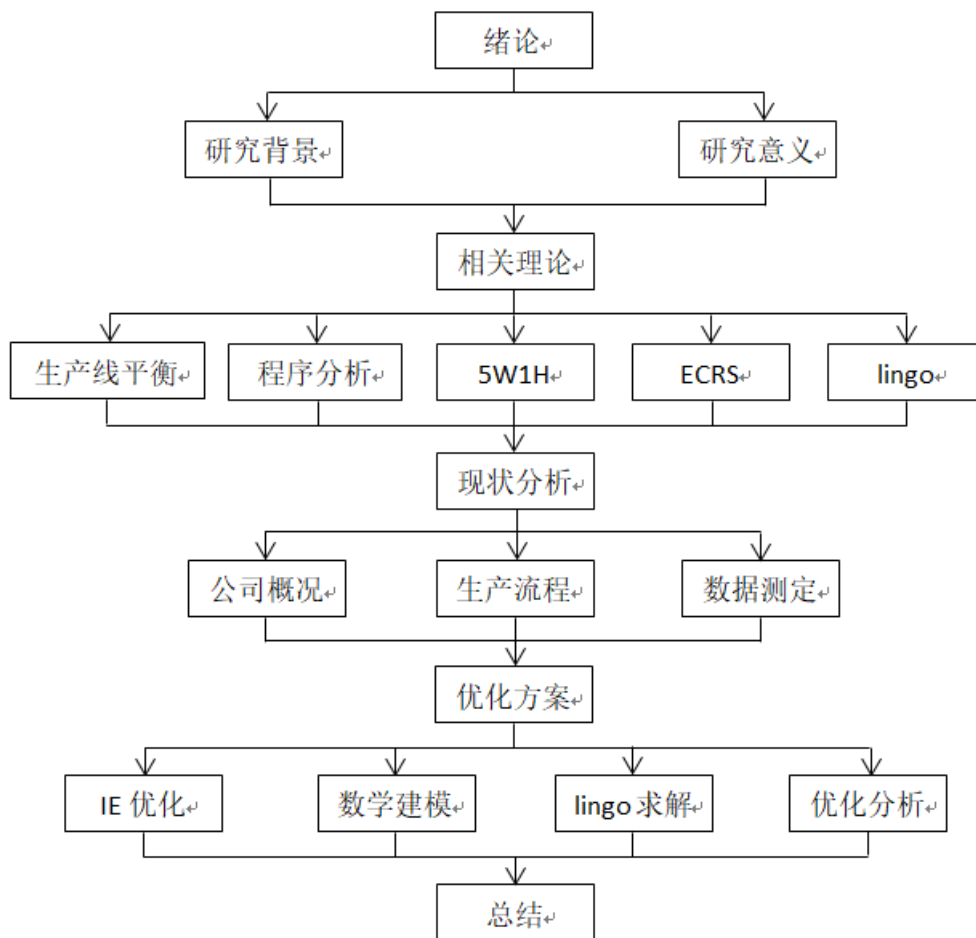 绪论
研究背景
研究意义
相关理论
生产线平衡
程序分析
5W1H
ECRS
lingo
现状分析
公司概况
生产流程
数据测定
优化方案
IE 优化
数学建模
lingo 求解
优化分析
总结